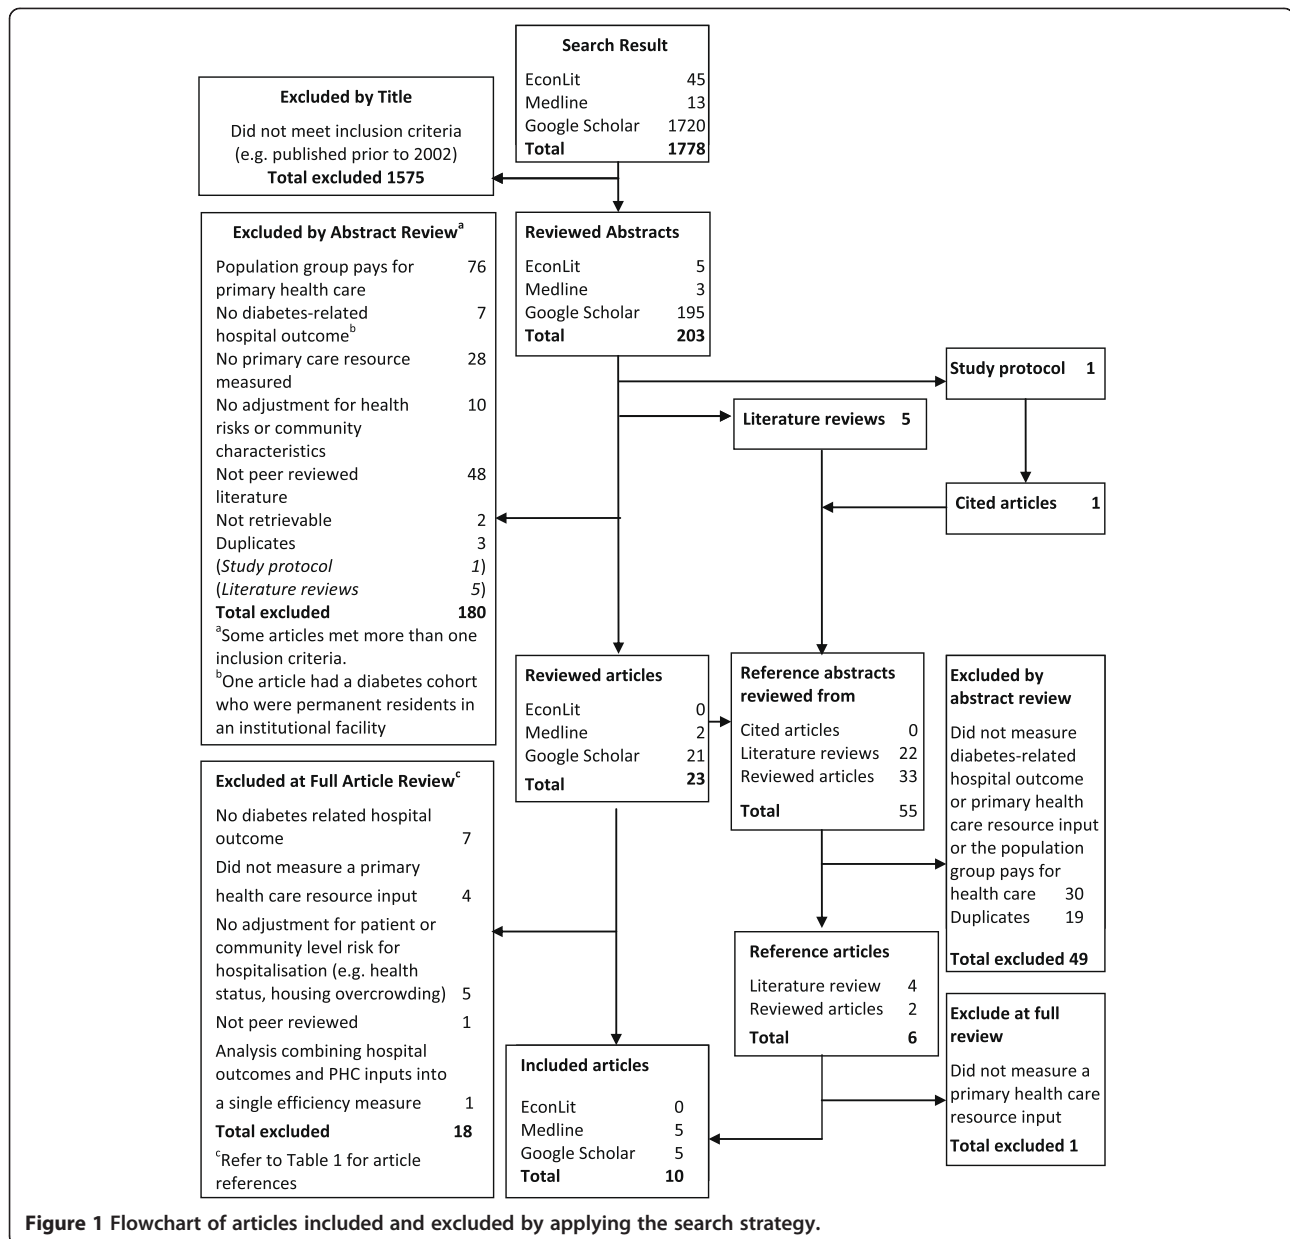 Search Result
EconLit 45
Medline 13
Google Scholar 1720
Total 1778
Excluded by Title
Did not meet inclusion criteria
(e.g. published prior to 2002)
Total excluded 1575
Excluded by Abstract Review^a
Population group pays for 76
primary health care
No diabetes-related 7
hospital outcome^b
No primary care resource 28
measured
No adjustment for health 10
risks or community
characteristics
Not peer reviewed 48
literature
Not retrievable 2
Duplicates 3
(Study protocol 1)
(Literature reviews 5)
Total excluded 180
^aSome articles met more than one
inclusion criteria.
^bOne article had a diabetes cohort
who were permanent residents in
an institutional facility
Reviewed Abstracts
EconLit 5
Medline 3
Google Scholar 195
Total 203
Study protocol 1
Literature reviews 5
Cited articles 1
Reviewed articles
EconLit 0
Medline 2
Google Scholar 21
Total 23
Reference abstracts
reviewed from
Cited articles 0
Literature reviews 22
Reviewed articles 33
Total 55
Excluded by
abstract review
Did not measure
diabetes-related
hospital outcome
or primary health
care resource input
or the population
group pays for
health care 30
Duplicates 19
Total excluded 49
Excluded at Full Article Review^c
No diabetes related hospital
outcome 7
Did not measure a primary
health care resource input 4
No adjustment for patient or
community level risk for
hospitalisation (e.g. health
status, housing overcrowding) 5
Not peer reviewed 1
Analysis combining hospital
outcomes and PHC inputs into
a single efficiency measure 1
Total excluded 18
^cRefer to Table 1 for article
references
Reference articles
Literature review 4
Reviewed articles 2
Total 6
Exclude at full
review
Did not measure a
primary health care
resource input
Total excluded 1
Included articles
EconLit 0
Medline 5
Google Scholar 5
Total 10
Figure 1 Flowchart of articles included and excluded by applying the search strategy.